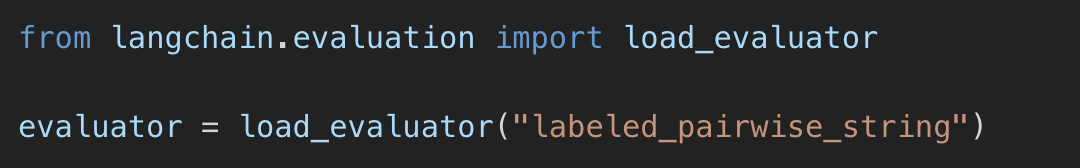 from langchain.evaluation import load_evaluator
evaluator = load_evaluator("labeled_pairwise_string")